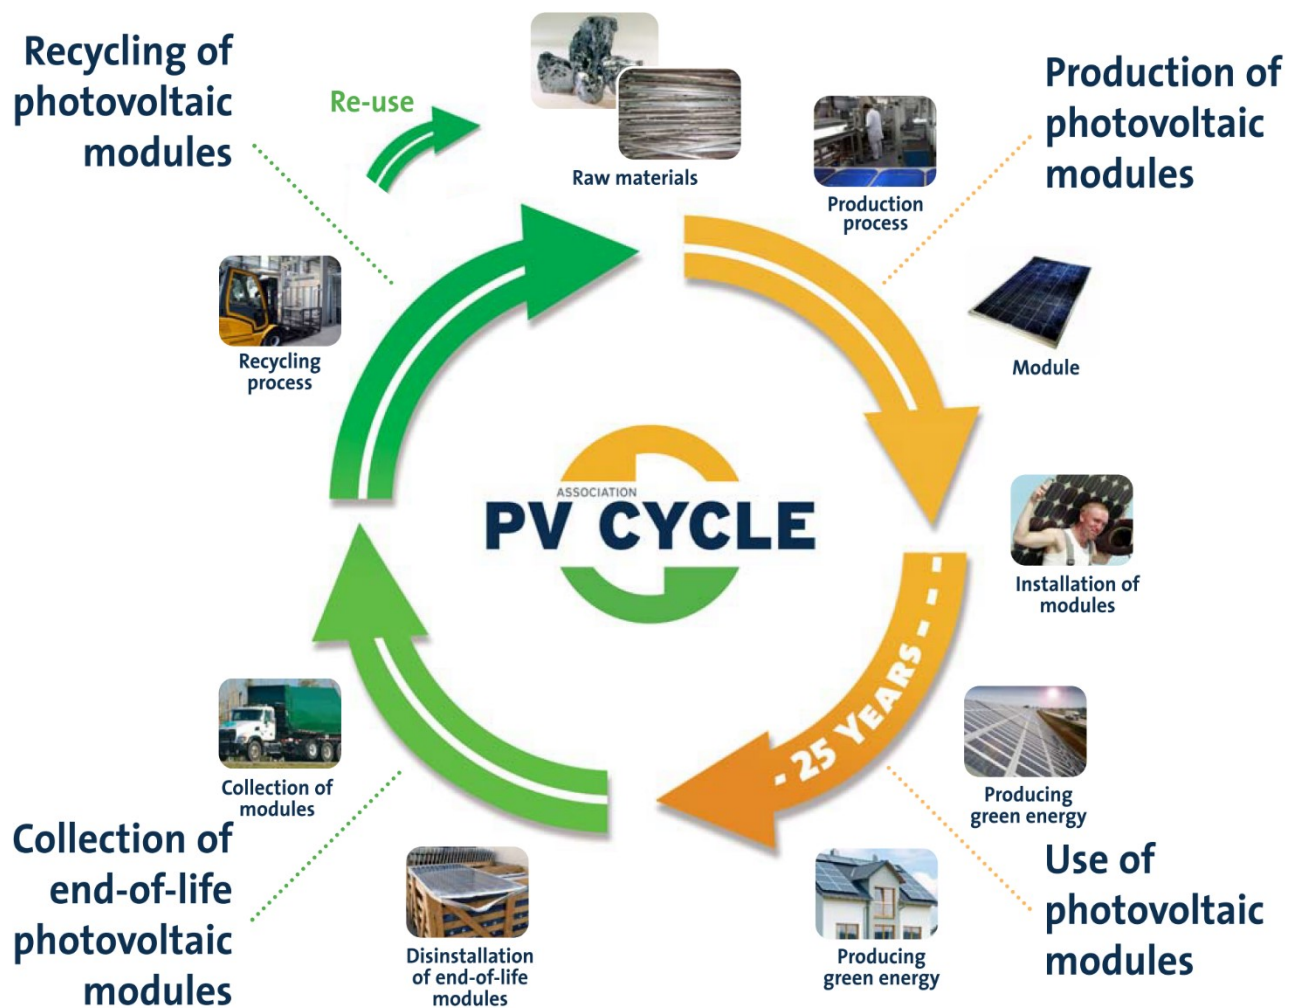 Recycling of
photovoltaic
modules
Re-use
Raw materials
Production
process
Production of
photovoltaic
modules
Module
Recycling
process
ASSOCIATION
PV CYCLE
Installation of
modules
- 25 YEARS - - -
Producing
green energy
Use of
photovoltaic
modules
Producing
green energy
Disinstallation
of end-of-life
modules
Collection of
modules
Collection of
end-of-life
photovoltaic
modules